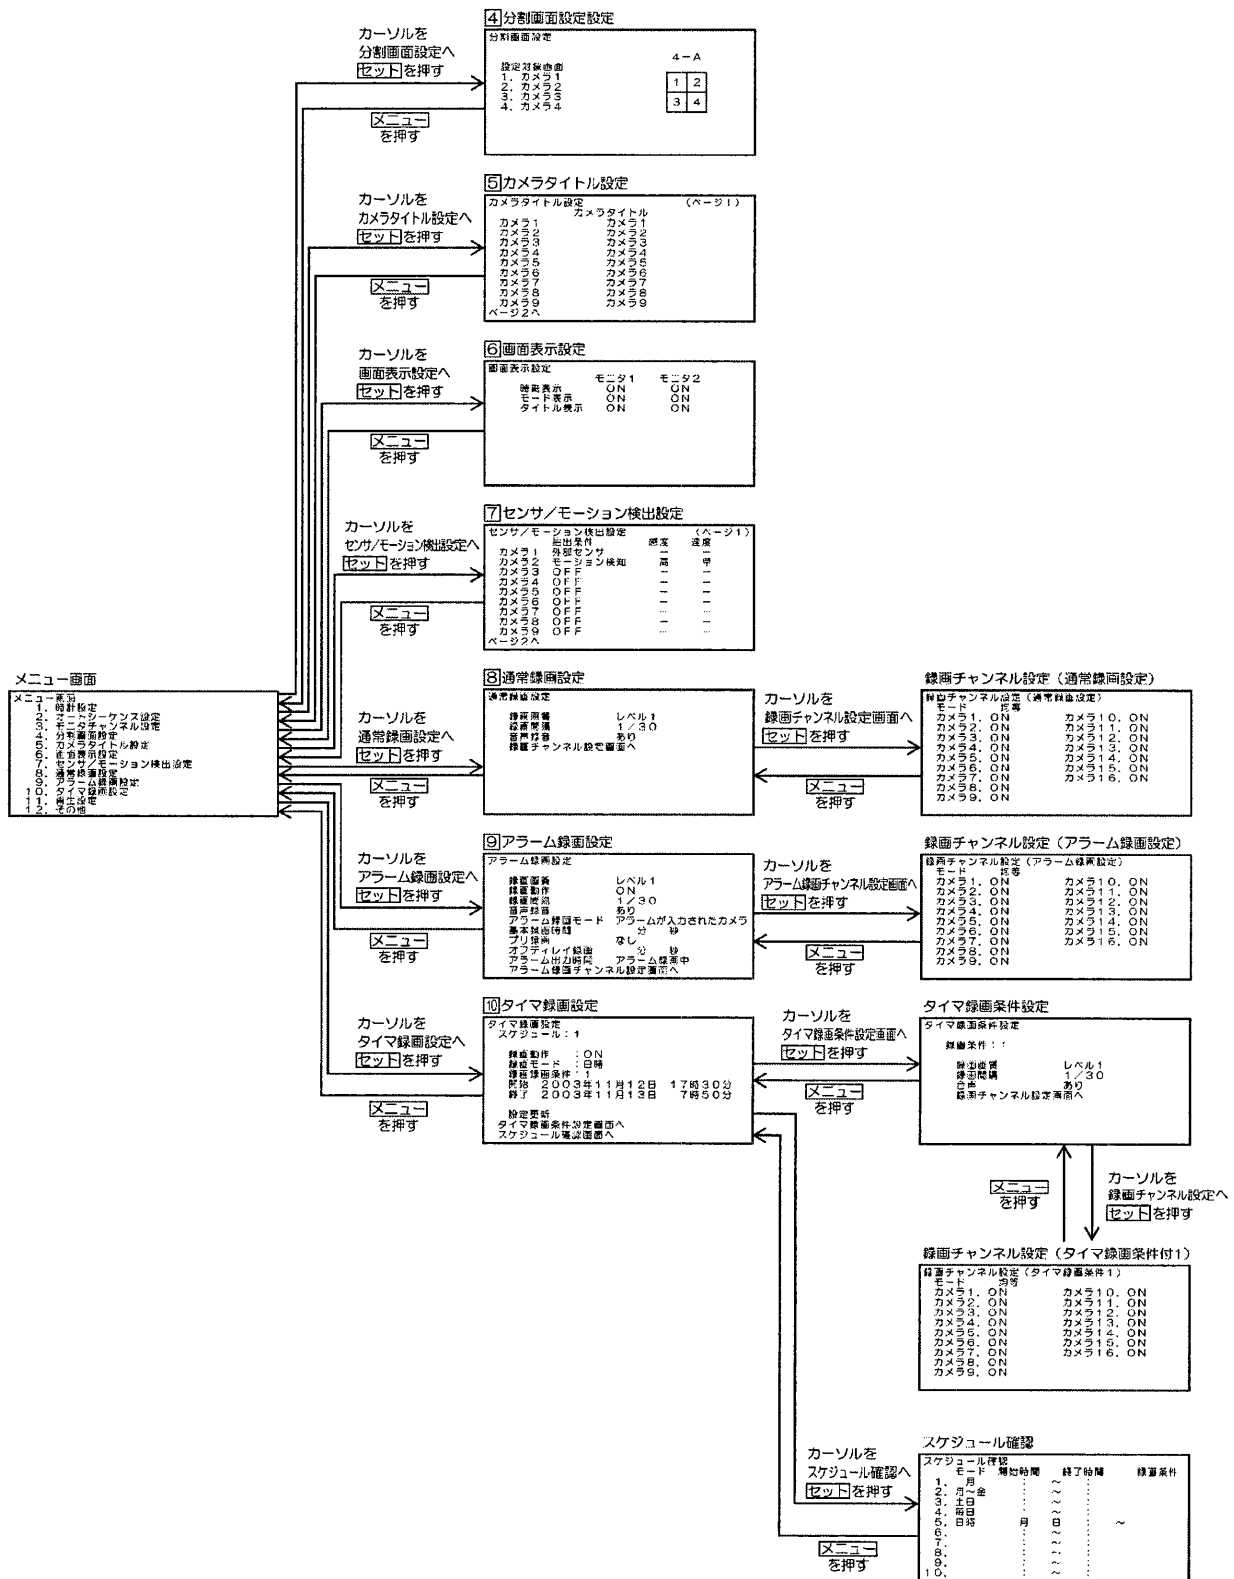 4分割画面設定設定
カーソルを
分割画面設定へ
セットを押す
メニュー
を押す
分割画面設定
4-A
設定対象画面
1．カメラ1
2．カメラ2
3．カメラ3
4．カメラ4
1 2
3 4
5カメラタイトル設定
カーソルを
カメラタイトル設定へ
セットを押す
メニュー
を押す
カメラタイトル設定 (ページ1)
カメラタイトル
カメラ1 カメラ1
カメラ2 カメラ2
カメラ3 カメラ3
カメラ4 カメラ4
カメラ5 カメラ5
カメラ6 カメラ6
カメラ7 カメラ7
カメラ8 カメラ8
カメラ9 カメラ9
ページ2へ
6画面表示設定
カーソルを
画面表示設定へ
セットを押す
メニュー
を押す
画面表示設定
モニタ1 モニタ2
時刻表示 ON ON
モード表示 ON ON
タイトル表示 ON ON
7センサ／モーション検出設定
カーソルを
センサ/モーション検出設定へ
セットを押す
メニュー
を押す
センサ／モーション検出設定 (ページ1)
検出条件 感度 速度
カメラ1 外部センサ － －
カメラ2 モーション検知 高 中
カメラ3 OFF － －
カメラ4 OFF － －
カメラ5 OFF － －
カメラ6 OFF － －
カメラ7 OFF － －
カメラ8 OFF － －
カメラ9 OFF － －
ページ2へ
メニュー画面
メニュー画面
1．時計設定
2．オートシーケンス設定
3．モニタチャンネル設定
4．分割画面設定
5．カメラタイトル設定
6．画面表示設定
7．センサ／モーション検出設定
8．通常録画設定
9．アラーム録画設定
10．タイマ録画設定
11．再生設定
12．その他
8通常録画設定
カーソルを
通常録画設定へ
セットを押す
メニュー
を押す
通常録画設定
録画画質 レベル1
録画間隔 1／30
音声録音 あり
録画チャンネル設定画面へ
カーソルを
録画チャンネル設定画面へ
セットを押す
メニュー
を押す
録画チャンネル設定（通常録画設定）
録画チャンネル設定（通常録画設定）
モード 均等
カメラ1．ON カメラ10．ON
カメラ2．ON カメラ11．ON
カメラ3．ON カメラ12．ON
カメラ4．ON カメラ13．ON
カメラ5．ON カメラ14．ON
カメラ6．ON カメラ15．ON
カメラ7．ON カメラ16．ON
カメラ8．ON
カメラ9．ON
9アラーム録画設定
カーソルを
アラーム録画設定へ
セットを押す
メニュー
を押す
アラーム録画設定
録画画質 レベル1
録画動作 ON
録画間隔 1／30
音声録音 あり
アラーム録画モード アラームが入力されたカメラ
基本録画時間 分 秒
プリ録画 なし
オフディレイ録画 分 秒
アラーム出力時間 アラーム録画中
アラーム録画チャンネル設定画面へ
カーソルを
アラーム録画チャンネル設定画面へ
セットを押す
メニュー
を押す
録画チャンネル設定（アラーム録画設定）
録画チャンネル設定（アラーム録画設定）
モード 均等
カメラ1．ON カメラ10．ON
カメラ2．ON カメラ11．ON
カメラ3．ON カメラ12．ON
カメラ4．ON カメラ13．ON
カメラ5．ON カメラ14．ON
カメラ6．ON カメラ15．ON
カメラ7．ON カメラ16．ON
カメラ8．ON
カメラ9．ON
10タイマ録画設定
カーソルを
タイマ録画設定へ
セットを押す
メニュー
を押す
タイマ録画設定
スケジュール：1
録画動作 ：ON
録画モード：日時
録画録画条件：1
開始 2003年11月12日 17時30分
終了 2003年11月13日 7時50分
設定更新
タイマ録画条件設定画面へ
スケジュール確認画面へ
カーソルを
タイマ録画条件設定画面へ
セットを押す
メニュー
を押す
タイマ録画条件設定
タイマ録画条件設定
録画条件：1
録画画質 レベル1
録画間隔 1／30
音声 あり
録画チャンネル設定画面へ
メニュー
を押す
カーソルを
録画チャンネル設定へ
セットを押す
録画チャンネル設定（タイマ録画条件付1）
録画チャンネル設定（タイマ録画条件1）
モード 均等
カメラ1．ON カメラ10．ON
カメラ2．ON カメラ11．ON
カメラ3．ON カメラ12．ON
カメラ4．ON カメラ13．ON
カメラ5．ON カメラ14．ON
カメラ6．ON カメラ15．ON
カメラ7．ON カメラ16．ON
カメラ8．ON
カメラ9．ON
カーソルを
スケジュール確認へ
セットを押す
メニュー
を押す
スケジュール確認
スケジュール確認
モード 開始時間 終了時間 録画条件
1．月 ： ～ ：
2．月～金 ： ～ ：
3．土日 ： ～ ：
4．毎日 ： ～ ：
5．日時 月 日 ： ～
6． ： ～ ：
7． ： ～ ：
8． ： ～ ：
9． ： ～ ：
10． ： ～ ：